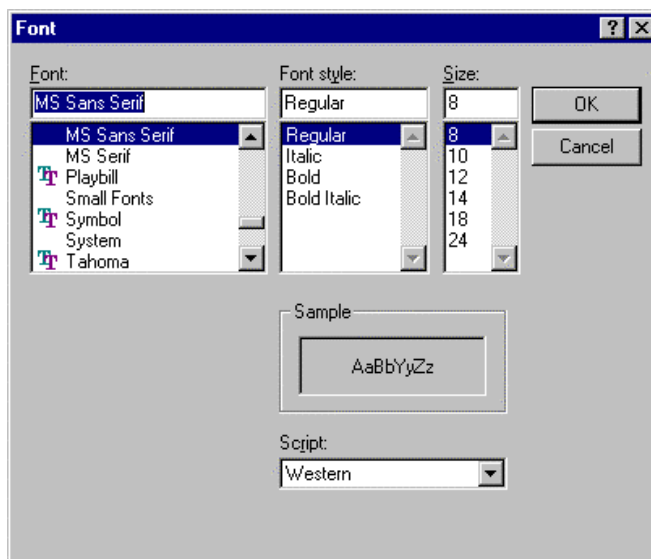 Font
Font:
MS Sans Serif
MS Sans Serif
MS Serif
Playbill
Small Fonts
Symbol
System
Tahoma
Font style:
Regular
Regular
Italic
Bold
Bold Italic
Size:
8
8
10
12
14
18
24
OK
Cancel
Sample
AaBbYyZz
Script:
Western